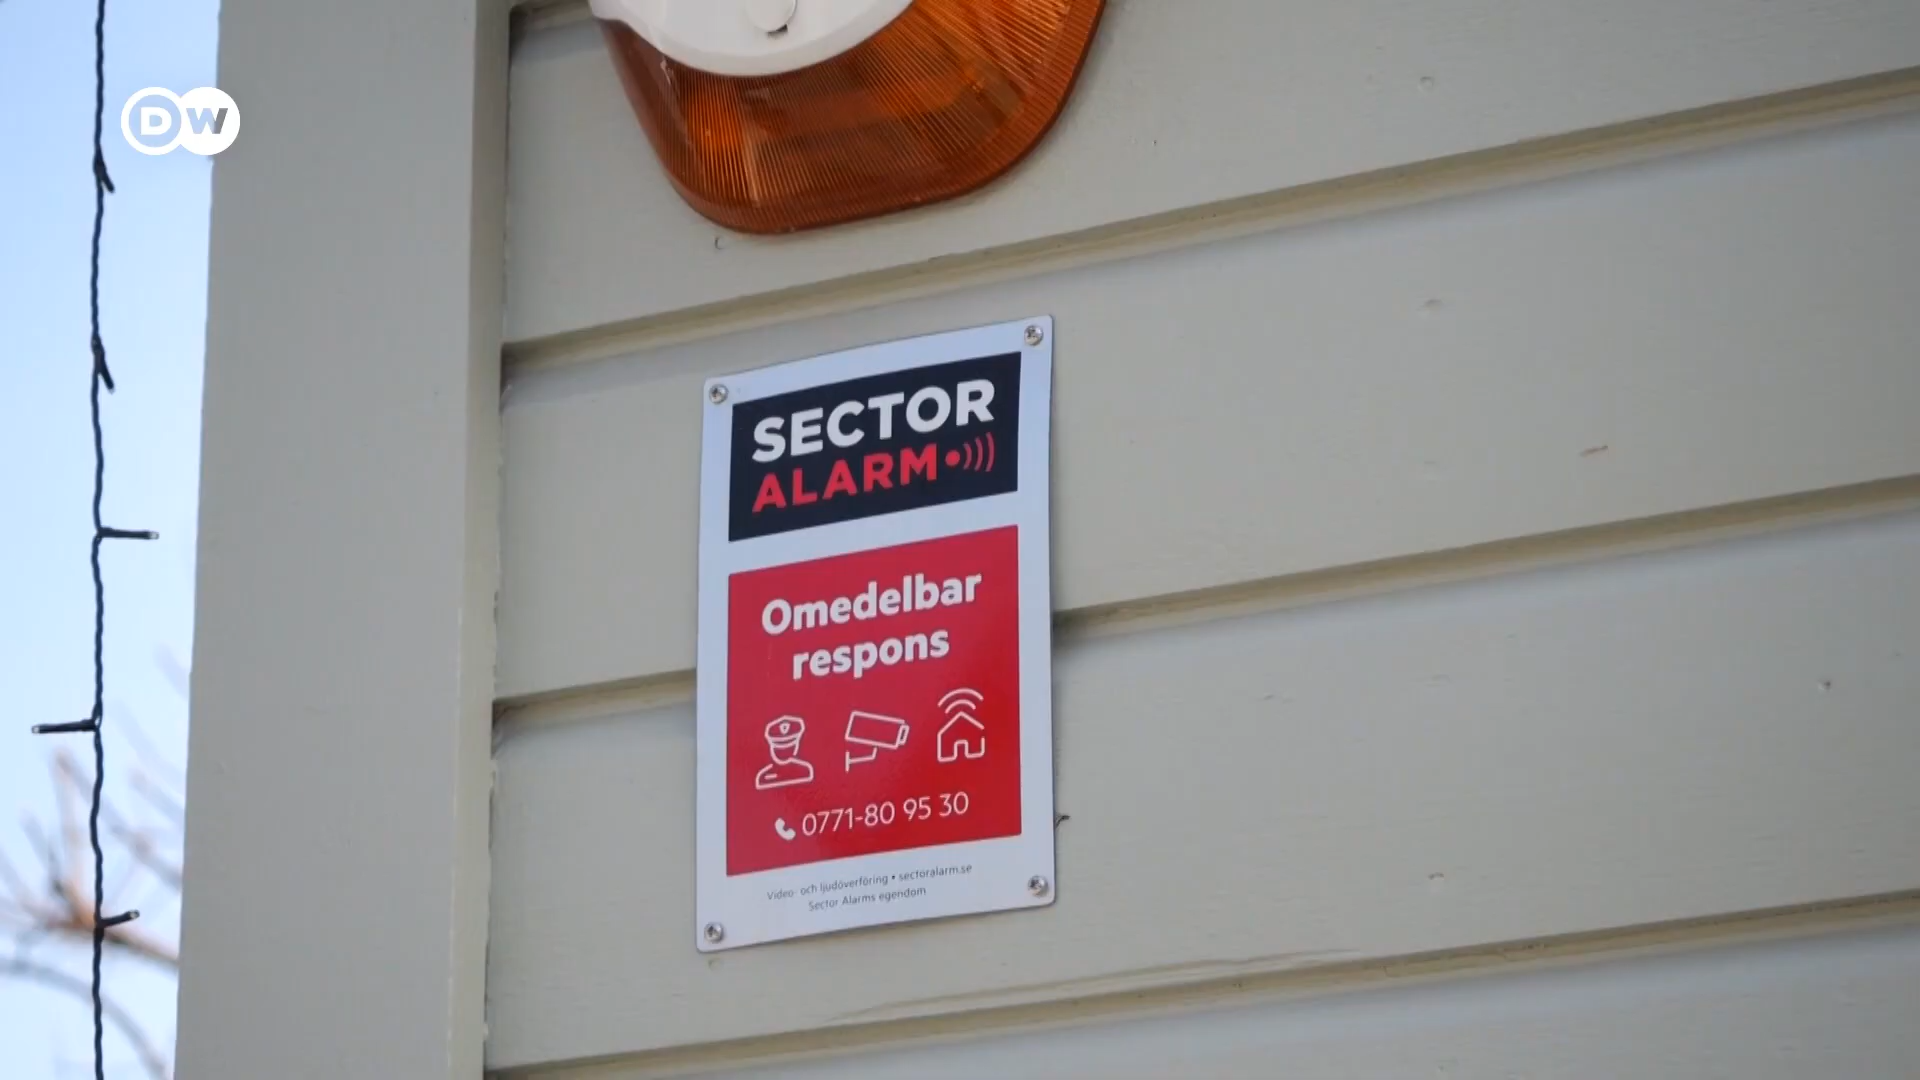 DW
SECTOR
ALARM
Omedelbar
respons
0771-80 95 30
Video- och ljudöverföring • sectoralarm.se
Sector Alarms egendom